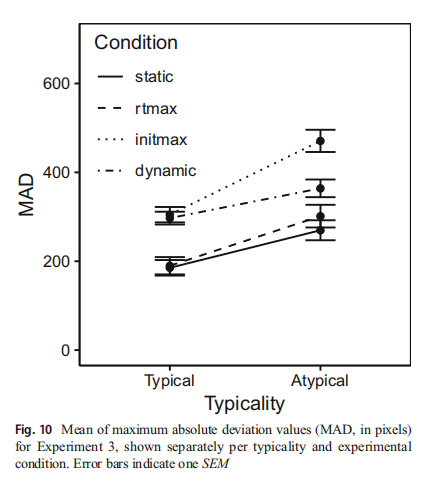 Condition
static
rtmax
initmax
dynamic
600
400
200
0
MAD
Typical Atypical
Typicality
Fig. 10 Mean of maximum absolute deviation values (MAD, in pixels)
for Experiment 3, shown separately per typicality and experimental
condition. Error bars indicate one SEM